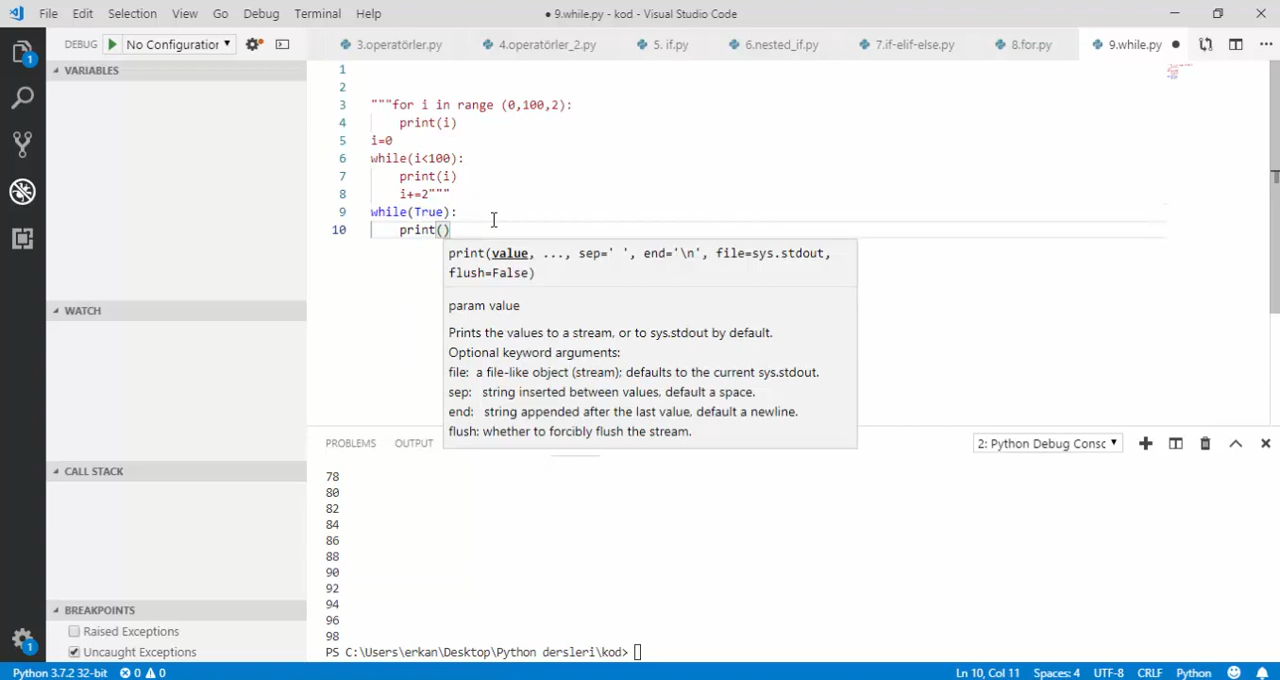 File Edit Selection View Go Debug Terminal Help
● 9.while.py - kod - Visual Studio Code
DEBUG No Configuration
3.operatörler.py 4.operatörler_2.py 5. if.py 6.nested_if.py 7.if-elif-else.py 8.for.py 9.while.py ●
VARIABLES
WATCH
CALL STACK
BREAKPOINTS
Raised Exceptions
Uncaught Exceptions
1
2
3 """for i in range (0,100,2):
4 print(i)
5 i=0
6 while(i<100):
7 print(i)
8 i+=2"""
9 while(True):
10 print()
print(value, ..., sep=' ', end='\n', file=sys.stdout,
flush=False)
param value
Prints the values to a stream, or to sys.stdout by default.
Optional keyword arguments:
file: a file-like object (stream); defaults to the current sys.stdout.
sep: string inserted between values, default a space.
end: string appended after the last value, default a newline.
flush: whether to forcibly flush the stream.
PROBLEMS OUTPUT
2: Python Debug Consc
78
80
82
84
86
88
90
92
94
96
98
PS C:\Users\erkan\Desktop\Python dersleri\kod>
1
1
Python 3.7.2 32-bit 0 0
Ln 10, Col 11 Spaces: 4 UTF-8 CRLF Python